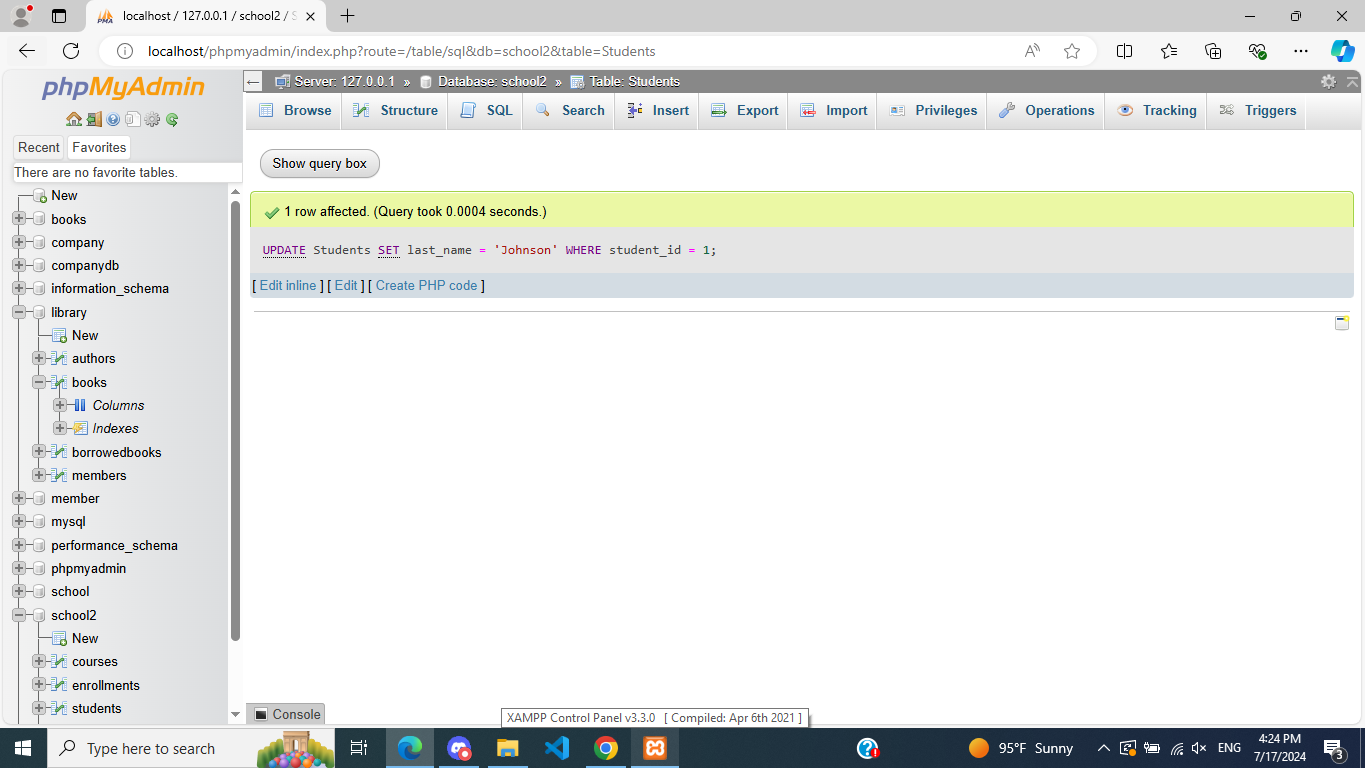 localhost / 127.0.0.1 / school2 / S
localhost/phpmyadmin/index.php?route=/table/sql&db=school2&table=Students
phpMyAdmin
Recent
Favorites
There are no favorite tables.
New
books
company
companydb
information_schema
library
New
authors
books
Columns
Indexes
borrowedbooks
members
member
mysql
performance_schema
phpmyadmin
school
school2
New
courses
enrollments
students
Server: 127.0.0.1 » Database: school2 » Table: Students
Browse Structure SQL Search Insert Export Import Privileges Operations Tracking Triggers
Show query box
1 row affected. (Query took 0.0004 seconds.)
UPDATE Students SET last_name = 'Johnson' WHERE student_id = 1;
[ Edit inline ] [ Edit ] [ Create PHP code ]
Console
XAMPP Control Panel v3.3.0 [ Compiled: Apr 6th 2021 ]
Type here to search
95°F Sunny
ENG
4:24 PM
7/17/2024
3